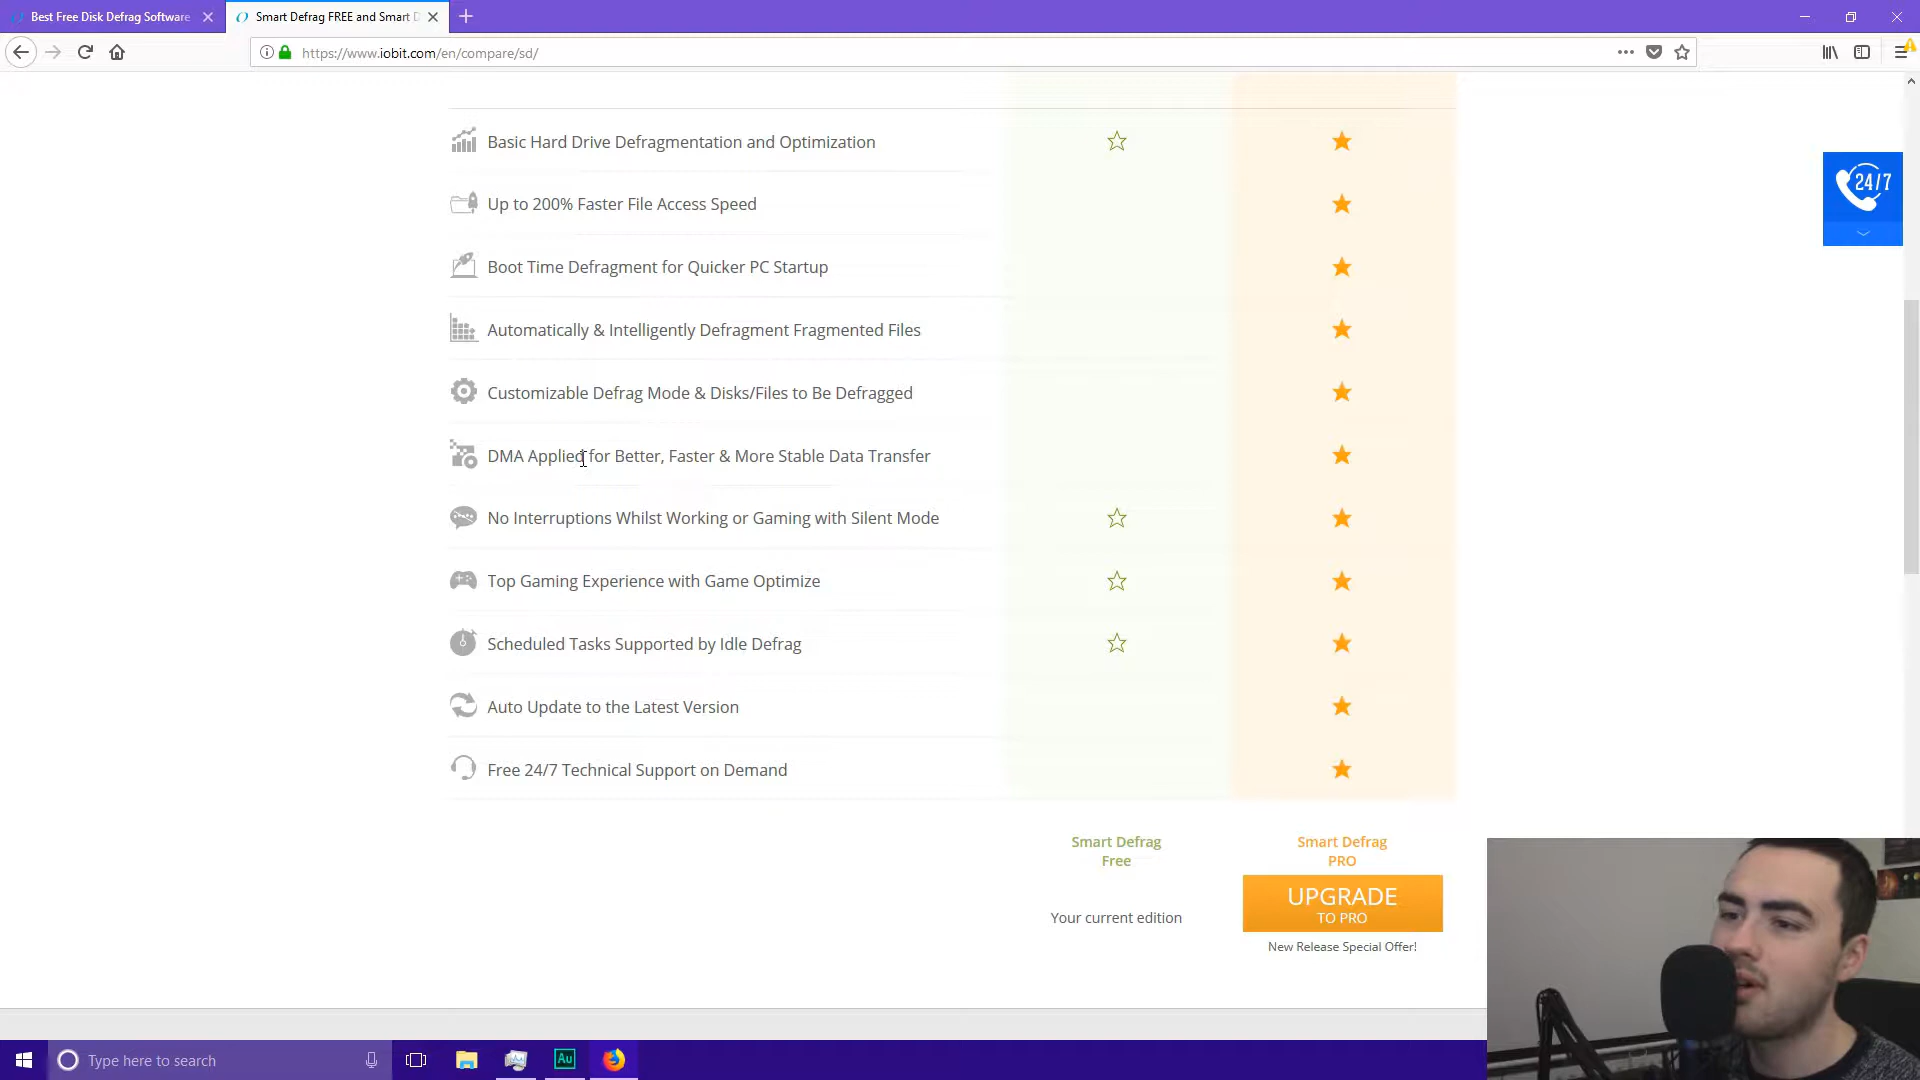 Best Free Disk Defrag Software
Smart Defrag FREE and Smart D
https://www.iobit.com/en/compare/sd/
Basic Hard Drive Defragmentation and Optimization
Up to 200% Faster File Access Speed
24/7
Boot Time Defragment for Quicker PC Startup
Automatically & Intelligently Defragment Fragmented Files
Customizable Defrag Mode & Disks/Files to Be Defragged
DMA Applied for Better, Faster & More Stable Data Transfer
No Interruptions Whilst Working or Gaming with Silent Mode
Top Gaming Experience with Game Optimize
Scheduled Tasks Supported by Idle Defrag
Auto Update to the Latest Version
Free 24/7 Technical Support on Demand
Smart Defrag
Free
Your current edition
Smart Defrag
PRO
UPGRADE
TO PRO
New Release Special Offer!
Type here to search
Au